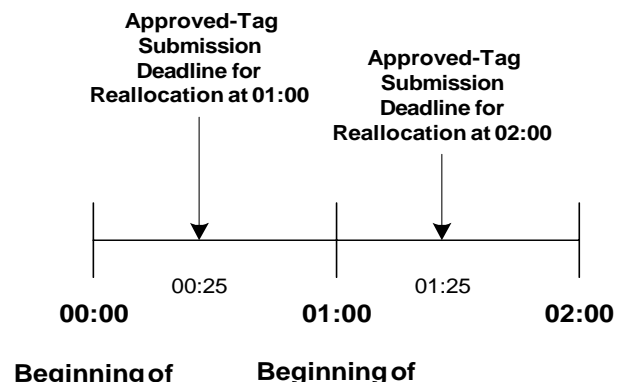 Approved-Tag
Submission
Deadline for
Reallocation at 01:00
Approved-Tag
Submission
Deadline for
Reallocation at 02:00
00:25
01:25
00:00
01:00
02:00
Beginning of
Beginning of